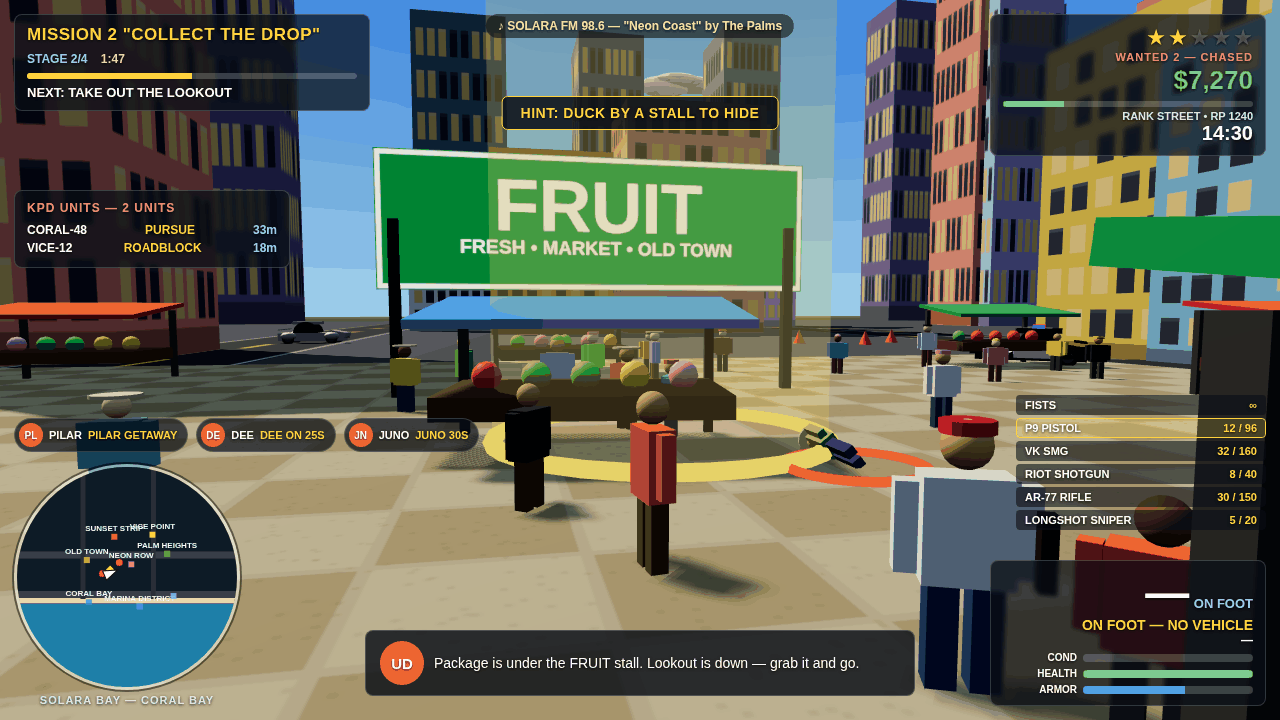 MISSION 2 "COLLECT THE DROP"
STAGE 2/4 1:47
NEXT: TAKE OUT THE LOOKOUT
♪ SOLARA FM 98.6 — "Neon Coast" by The Palms
HINT: DUCK BY A STALL TO HIDE
★★★★★
WANTED 2 — CHASED
$7,270
RANK STREET • RP 1240
14:30
KPD UNITS — 2 UNITS
CORAL-48 PURSUE 33m
VICE-12 ROADBLOCK 18m
FRUIT
FRESH • MARKET • OLD TOWN
PL PILAR PILAR GETAWAY
DE DEE DEE ON 25S
JN JUNO JUNO 30S
FISTS ∞
P9 PISTOL 12 / 96
VK SMG 32 / 160
RIOT SHOTGUN 8 / 40
AR-77 RIFLE 30 / 150
LONGSHOT SNIPER 5 / 20
SUNSET STRIP
VICE POINT
PALM HEIGHTS
OLD TOWN
NEON ROW
CORAL BAY
MARINA DISTRICT
SOLARA BAY — CORAL BAY
UD Package is under the FRUIT stall. Lookout is down — grab it and go.
— ON FOOT
ON FOOT — NO VEHICLE
—
COND
HEALTH
ARMOR